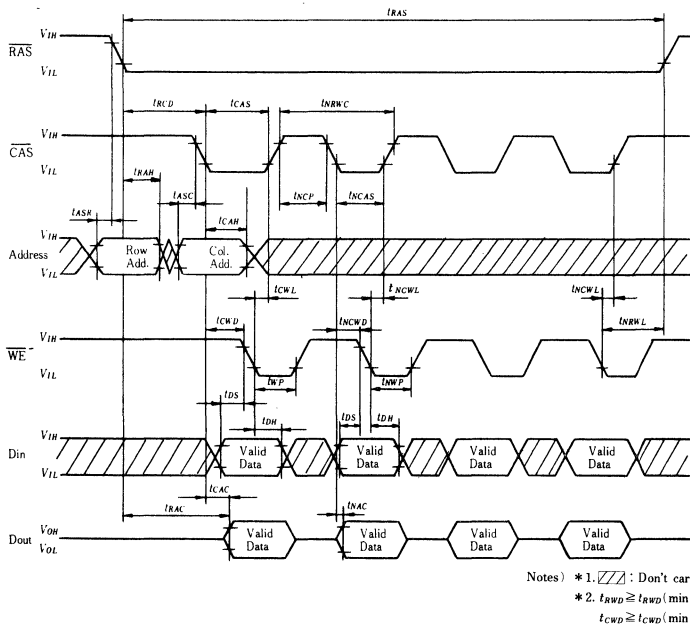 tRAS
VIH
RAS
VIL
tRCD
tCAS
tNRWC
VIH
CAS
VIL
tRAH
tASC
tNCP
tNCAS
tASR
tCAH
VIH
Address
Row Add.
Col. Add.
VIL
tCWL
tNCWL
tNCWL
tCWD
tNCWD
tNRWL
VIH
WE
VIL
tWP
tNWP
tDS
tDH
tDS
tDH
VIH
Din
Valid Data
Valid Data
Valid Data
Valid Data
VIL
tCAC
tRAC
tNAC
VOH
Dout
Valid Data
Valid Data
Valid Data
Valid Data
VOL
Notes) *1. : Don't car
*2. tRWD ≧ tRWD (min
tCWD ≧ tCWD (min